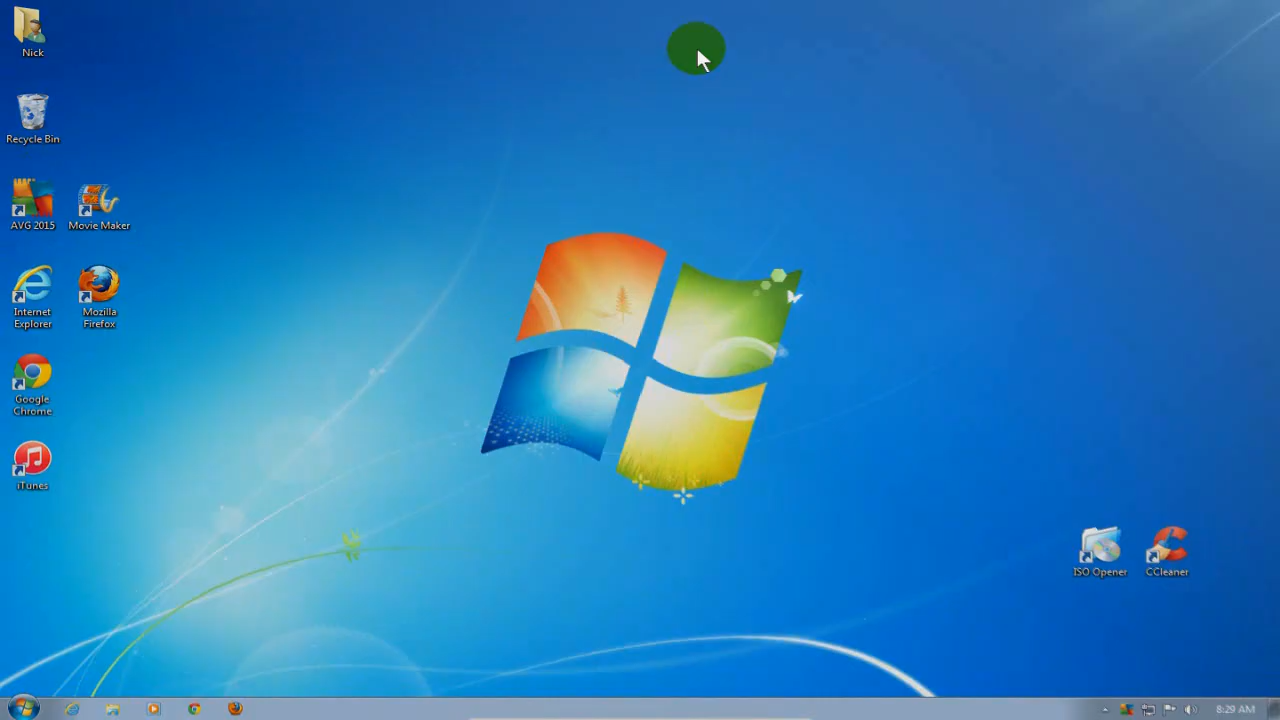 Nick
Recycle Bin
AVG 2015
Movie Maker
Internet
Explorer
Mozilla
Firefox
Google
Chrome
iTunes
ISO Opener
CCleaner
8:29 AM